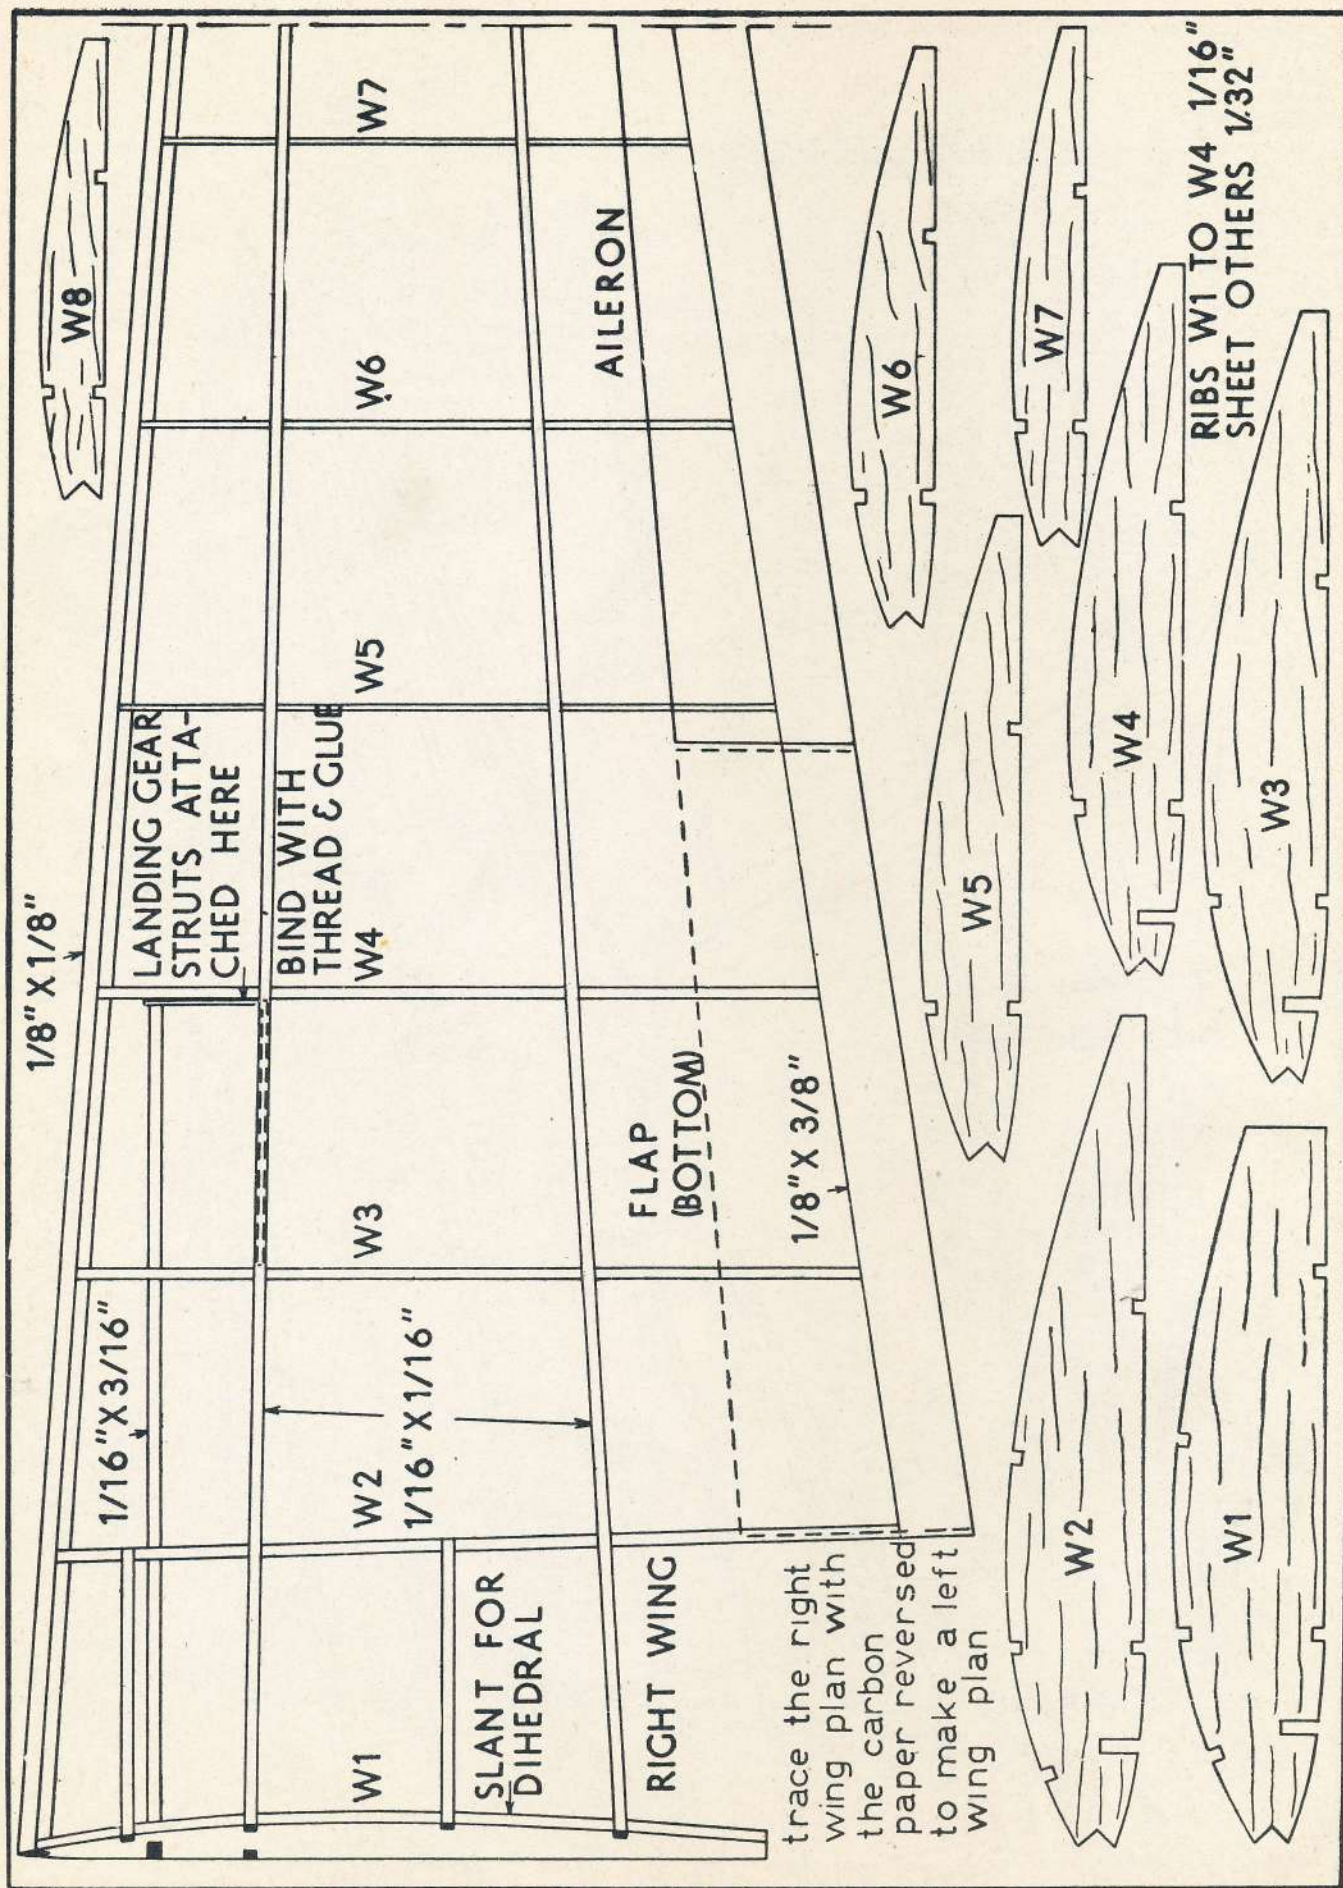 1/8" X 1/8"
W8
1/16" X 3/16"
LANDING GEAR
STRUTS ATTA-
CHED HERE
BIND WITH
THREAD & GLUE
W1
W2
W3
W4
W5
W6
W7
1/16" X 1/16"
SLANT FOR
DIHEDRAL
FLAP
(BOTTOM)
AILERON
RIGHT WING
1/8" X 3/8"
trace the right
wing plan with
the carbon
paper reversed
to make a left
wing plan
W2
W5
W6
W1
W4
W7
W3
RIBS W1 TO W4 1/16"
SHEET OTHERS 1/32"